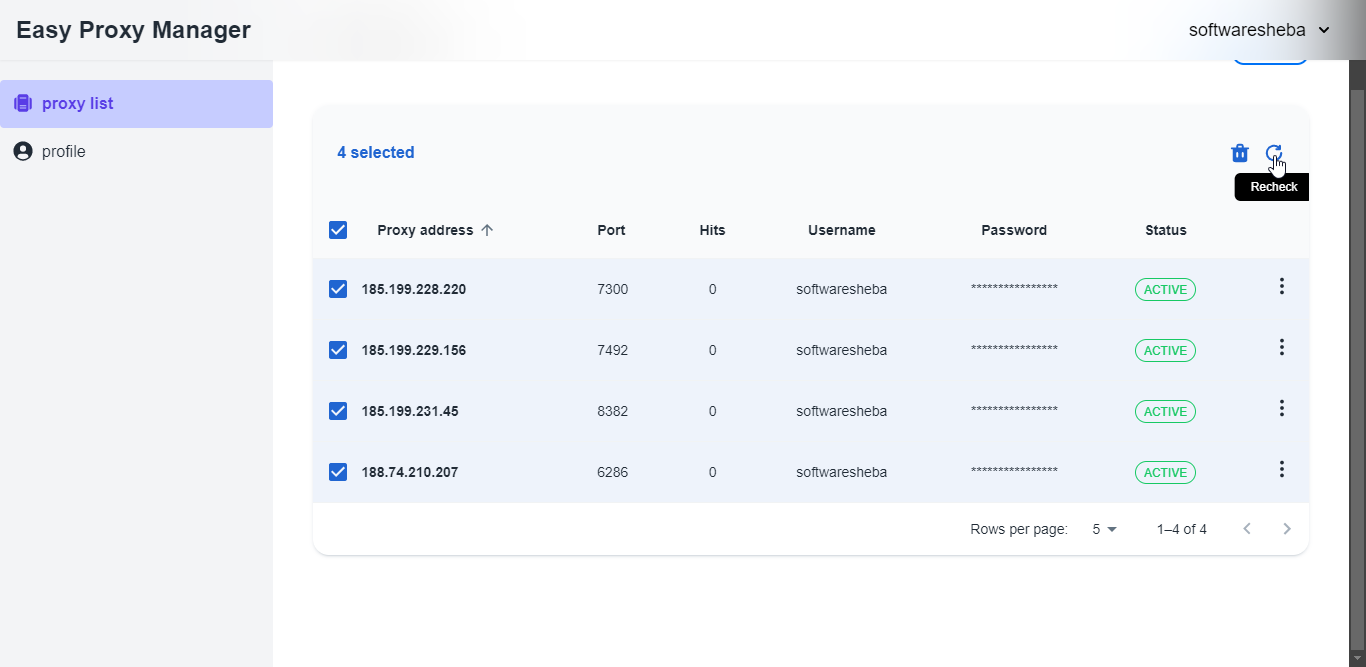 Easy Proxy Manager
softwaresheba
proxy list
profile
4 selected
Recheck
Proxy address Port Hits Username Password Status
185.199.228.220 7300 0 softwaresheba **************** ACTIVE
185.199.229.156 7492 0 softwaresheba **************** ACTIVE
185.199.231.45 8382 0 softwaresheba **************** ACTIVE
188.74.210.207 6286 0 softwaresheba **************** ACTIVE
Rows per page: 5 1–4 of 4